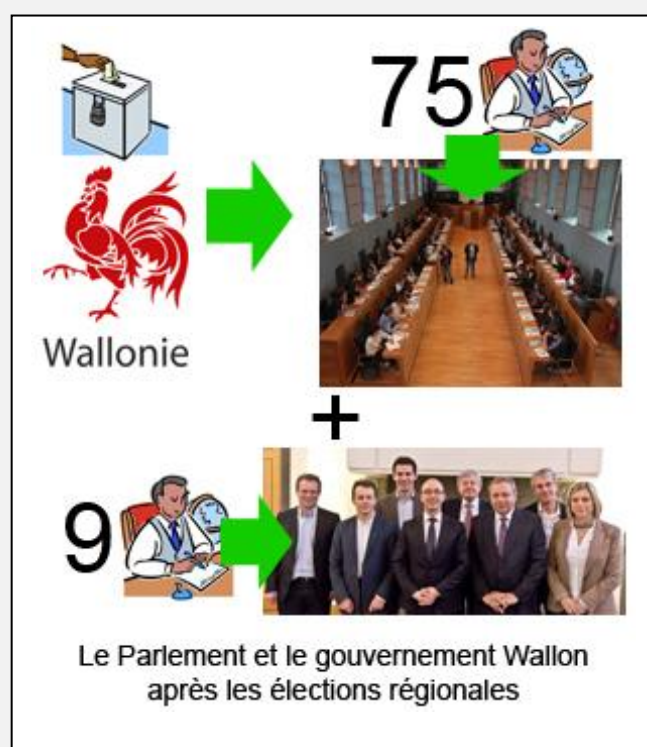 75
Wallonie
+
9
Le Parlement et le gouvernement Wallon
après les élections régionales